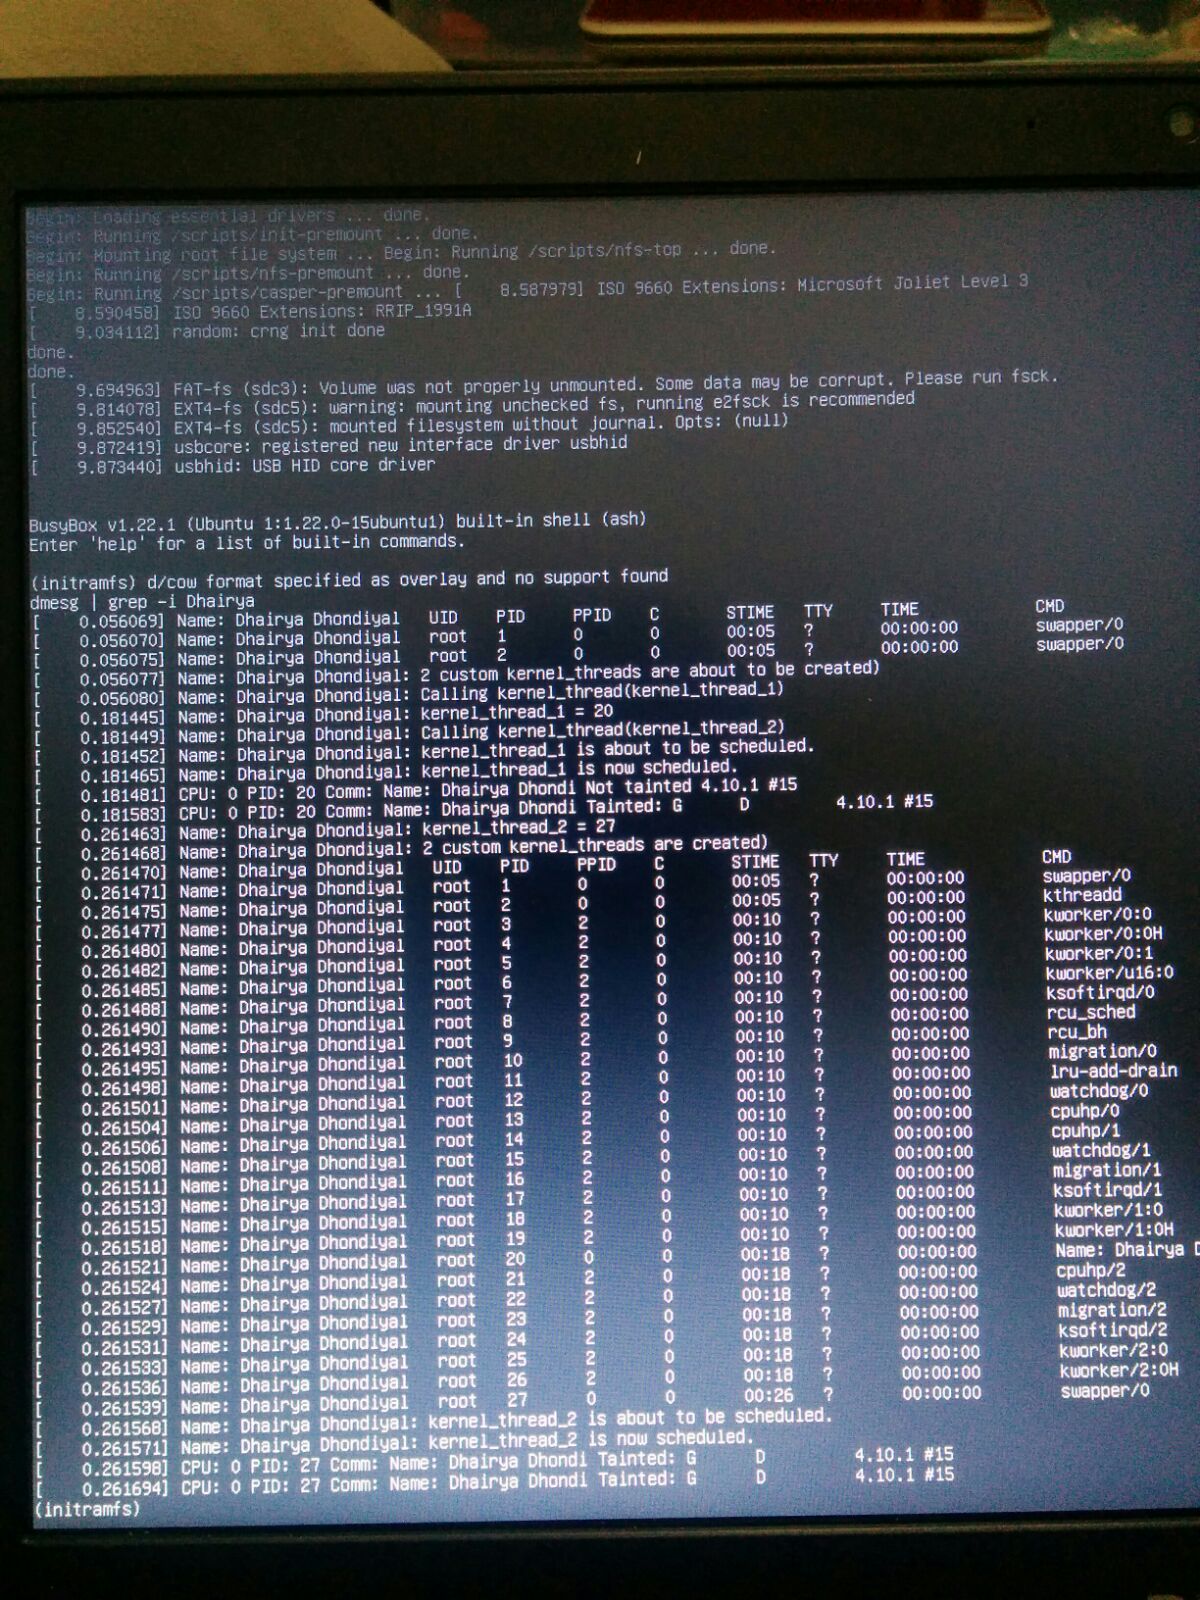 Begin: Loading essential drivers ... done.
Begin: Running /scripts/init-premount ... done.
Begin: Mounting root file system ... Begin: Running /scripts/nfs-top ... done.
Begin: Running /scripts/nfs-premount ... done.
Begin: Running /scripts/casper-premount ... [    8.587979] ISO 9660 Extensions: Microsoft Joliet Level 3
[    8.590458] ISO 9660 Extensions: RRIP_1991A
[    9.034112] random: crng init done
done.
done.
[    9.694963] FAT-fs (sdc3): Volume was not properly unmounted. Some data may be corrupt. Please run fsck.
[    9.814078] EXT4-fs (sdc5): warning: mounting unchecked fs, running e2fsck is recommended
[    9.852540] EXT4-fs (sdc5): mounted filesystem without journal. Opts: (null)
[    9.872419] usbcore: registered new interface driver usbhid
[    9.873440] usbhid: USB HID core driver
BusyBox v1.22.1 (Ubuntu 1:1.22.0-15ubuntu1) built-in shell (ash)
Enter 'help' for a list of built-in commands.
(initramfs) d/cow format specified as overlay and no support found
dmesg | grep -i Dhairya
[    0.056069] Name: Dhairya Dhondiyal   UID   PID   PPID   C   STIME   TTY   TIME   CMD
[    0.056070] Name: Dhairya Dhondiyal   root   1   0   0   00:05   ?   00:00:00   swapper/0
[    0.056075] Name: Dhairya Dhondiyal   root   2   0   0   00:05   ?   00:00:00   swapper/0
[    0.056077] Name: Dhairya Dhondiyal: 2 custom kernel_threads are about to be created)
[    0.056080] Name: Dhairya Dhondiyal: Calling kernel_thread(kernel_thread_1)
[    0.181445] Name: Dhairya Dhondiyal: kernel_thread_1 = 20
[    0.181449] Name: Dhairya Dhondiyal: Calling kernel_thread(kernel_thread_2)
[    0.181452] Name: Dhairya Dhondiyal: kernel_thread_1 is about to be scheduled.
[    0.181465] Name: Dhairya Dhondiyal: kernel_thread_1 is now scheduled.
[    0.181481] CPU: 0 PID: 20 Comm: Name: Dhairya Dhondi Not tainted 4.10.1 #15
[    0.181583] CPU: 0 PID: 20 Comm: Name: Dhairya Dhondi Tainted: G      D         4.10.1 #15
[    0.261463] Name: Dhairya Dhondiyal: kernel_thread_2 = 27
[    0.261468] Name: Dhairya Dhondiyal: 2 custom kernel_threads are created)
[    0.261470] Name: Dhairya Dhondiyal   UID   PID   PPID   C   STIME   TTY   TIME   CMD
[    0.261471] Name: Dhairya Dhondiyal   root   1   0   0   00:05   ?   00:00:00   swapper/0
[    0.261475] Name: Dhairya Dhondiyal   root   2   0   0   00:05   ?   00:00:00   kthreadd
[    0.261477] Name: Dhairya Dhondiyal   root   3   2   0   00:10   ?   00:00:00   kworker/0:0
[    0.261480] Name: Dhairya Dhondiyal   root   4   2   0   00:10   ?   00:00:00   kworker/0:0H
[    0.261482] Name: Dhairya Dhondiyal   root   5   2   0   00:10   ?   00:00:00   kworker/0:1
[    0.261485] Name: Dhairya Dhondiyal   root   6   2   0   00:10   ?   00:00:00   kworker/u16:0
[    0.261488] Name: Dhairya Dhondiyal   root   7   2   0   00:10   ?   00:00:00   ksoftirqd/0
[    0.261490] Name: Dhairya Dhondiyal   root   8   2   0   00:10   ?   00:00:00   rcu_sched
[    0.261493] Name: Dhairya Dhondiyal   root   9   2   0   00:10   ?   00:00:00   rcu_bh
[    0.261495] Name: Dhairya Dhondiyal   root   10   2   0   00:10   ?   00:00:00   migration/0
[    0.261498] Name: Dhairya Dhondiyal   root   11   2   0   00:10   ?   00:00:00   lru-add-drain
[    0.261501] Name: Dhairya Dhondiyal   root   12   2   0   00:10   ?   00:00:00   watchdog/0
[    0.261504] Name: Dhairya Dhondiyal   root   13   2   0   00:10   ?   00:00:00   cpuhp/0
[    0.261506] Name: Dhairya Dhondiyal   root   14   2   0   00:10   ?   00:00:00   cpuhp/1
[    0.261508] Name: Dhairya Dhondiyal   root   15   2   0   00:10   ?   00:00:00   watchdog/1
[    0.261511] Name: Dhairya Dhondiyal   root   16   2   0   00:10   ?   00:00:00   migration/1
[    0.261513] Name: Dhairya Dhondiyal   root   17   2   0   00:10   ?   00:00:00   ksoftirqd/1
[    0.261515] Name: Dhairya Dhondiyal   root   18   2   0   00:10   ?   00:00:00   kworker/1:0
[    0.261518] Name: Dhairya Dhondiyal   root   19   2   0   00:10   ?   00:00:00   kworker/1:0H
[    0.261521] Name: Dhairya Dhondiyal   root   20   0   0   00:18   ?   00:00:00   Name: Dhairya D
[    0.261524] Name: Dhairya Dhondiyal   root   21   2   0   00:18   ?   00:00:00   cpuhp/2
[    0.261527] Name: Dhairya Dhondiyal   root   22   2   0   00:18   ?   00:00:00   watchdog/2
[    0.261529] Name: Dhairya Dhondiyal   root   23   2   0   00:18   ?   00:00:00   migration/2
[    0.261531] Name: Dhairya Dhondiyal   root   24   2   0   00:18   ?   00:00:00   ksoftirqd/2
[    0.261533] Name: Dhairya Dhondiyal   root   25   2   0   00:18   ?   00:00:00   kworker/2:0
[    0.261536] Name: Dhairya Dhondiyal   root   26   2   0   00:18   ?   00:00:00   kworker/2:0H
[    0.261539] Name: Dhairya Dhondiyal   root   27   0   0   00:26   ?   00:00:00   swapper/0
[    0.261568] Name: Dhairya Dhondiyal: kernel_thread_2 is about to be scheduled.
[    0.261571] Name: Dhairya Dhondiyal: kernel_thread_2 is now scheduled.
[    0.261598] CPU: 0 PID: 27 Comm: Name: Dhairya Dhondi Tainted: G      D         4.10.1 #15
[    0.261694] CPU: 0 PID: 27 Comm: Name: Dhairya Dhondi Tainted: G      D         4.10.1 #15
(initramfs)